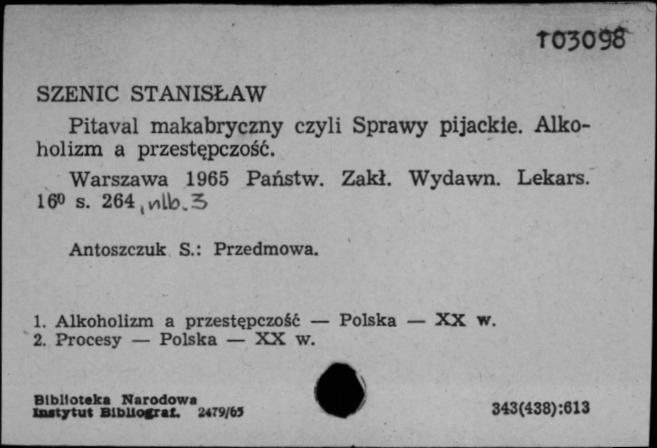 103098
SZENIC STANISŁAW
Pitaval makabryczny czyli Sprawy pijackie. Alko-
holizm a przestępczość.
Warszawa 1965 Państw. Zakł. Wydawn. Lekars.
16⁰ s. 264, nlb. 3
Antoszczuk S.: Przedmowa.
1. Alkoholizm a przestępczość — Polska — XX w.
2. Procesy — Polska — XX w.
Biblioteka Narodowa
Instytut Bibliograf. 2479/65
343(438):613